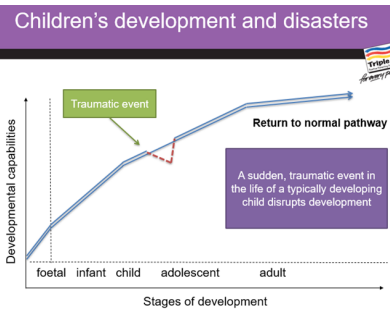 Children's development and disasters
Triple
Traumatic event
Return to normal pathway
A sudden, traumatic event in
the life of a typically developing
child disrupts development
Developmental capabilities
foetal infant child adolescent adult
Stages of development